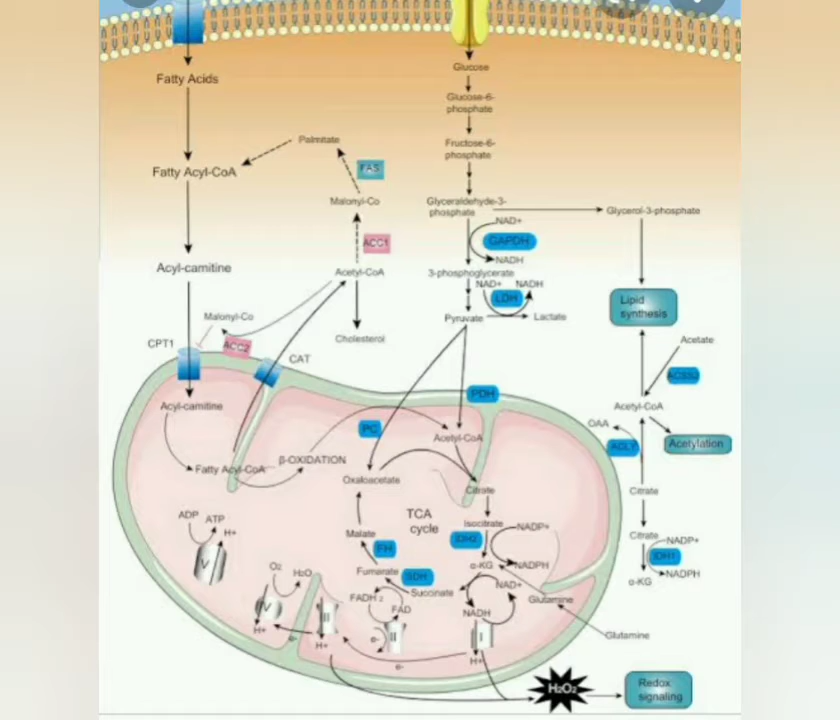 Glucose
Fatty Acids
Glucose-6-
phosphate
Palmitate
Fructose-6-
phosphate
FAS
Fatty Acyl-CoA
Malonyl-Co
Glyceraldehyde-3-
phosphate
Glycerol-3-phosphate
NAD+
ACC1
GAPDH
NADH
Acyl-carnitine
Acetyl-CoA
3-phosphoglycerate
NAD+
NADH
LDH
Lipid
synthesis
Malonyl-Co
Pyruvate
Lactate
Cholesterol
Acetate
CPT1
ACC2
CAT
ACSS2
PDH
Acyl-carnitine
Acetyl-CoA
OAA
PC
Acetyl-CoA
ACLY
Acetylation
β-OXIDATION
Fatty Acyl-CoA
Oxaloacetate
Citrate
Citrate
ADP
ATP
TCA
cycle
Isocitrate
NADP+
H+
Malate
IDH2
Citrate
NADP+
FH
IDH1
V
α-KG
NADPH
NADPH
O₂
H₂O
Fumarate
SDH
α-KG
NAD+
Succinate
FADH₂
Glutamine
IV
FAD
NADH
III
H+
e-
II
I
Glutamine
e-
H+
H+
e-
H₂O₂
Redox
signaling